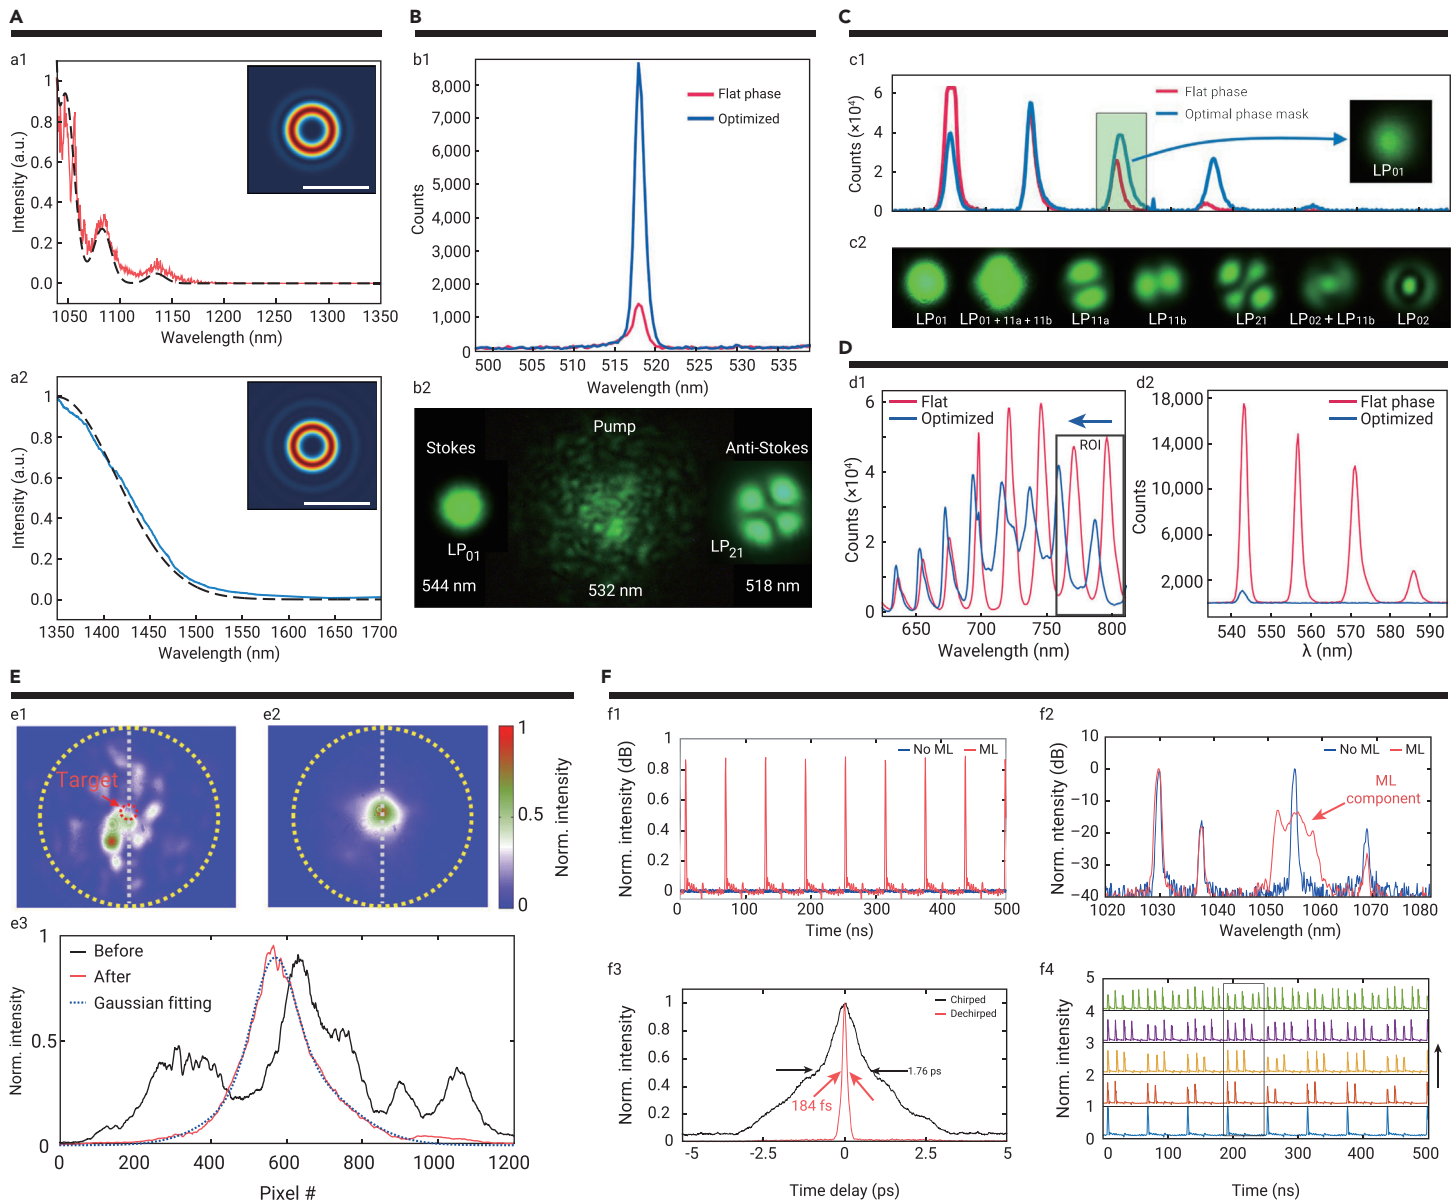 A
a1
Intensity (a.u.)
1
0.8
0.6
0.4
0.2
0.0
1050 1100 1150 1200 1250 1300 1350
Wavelength (nm)
a2
Intensity (a.u.)
1
0.8
0.6
0.4
0.2
0.0
1350 1400 1450 1500 1550 1600 1650 1700
Wavelength (nm)
B
b1
Counts
9,000
8,000
7,000
6,000
5,000
4,000
3,000
2,000
1,000
0
Flat phase
Optimized
500 505 510 515 520 525 530 535
Wavelength (nm)
b2
Stokes
Pump
Anti-Stokes
LP01
LP21
544 nm
532 nm
518 nm
C
c1
Counts (×10⁴)
6
4
2
0
Flat phase
Optimal phase mask
LP01
c2
LP01 LP01 + 11a + 11b LP11a LP11b LP21 LP02 + LP11b LP02
D
d1
Counts (×10⁴)
6
4
2
0
Flat
Optimized
ROI
650 700 750 800
Wavelength (nm)
d2
Counts
18,000
14,000
10,000
6,000
2,000
Flat phase
Optimized
540 550 560 570 580 590
λ (nm)
E
e1
Target
e2
1
0.5
0
Norm. intensity
e3
Norm. intensity
1
0.5
0
Before
After
Gaussian fitting
0 200 400 600 800 1000 1200
Pixel #
F
f1
Norm. intensity (dB)
1
0.8
0.6
0.4
0.2
0
No ML ML
0 100 200 300 400 500
Time (ns)
f2
Norm. ntensity (dB)
10
0
−10
−20
−30
−40
No ML ML
ML
component
1020 1030 1040 1050 1060 1070 1080
Wavelength (nm)
f3
Norm. intensity
1
0.8
0.6
0.4
0.2
0
Chirped
Dechirped
1.76 ps
184 fs
-5 -2.5 0 2.5 5
Time delay (ps)
f4
Norm. intensity
5
4
3
2
1
0
0 100 200 300 400 500
Time (ns)